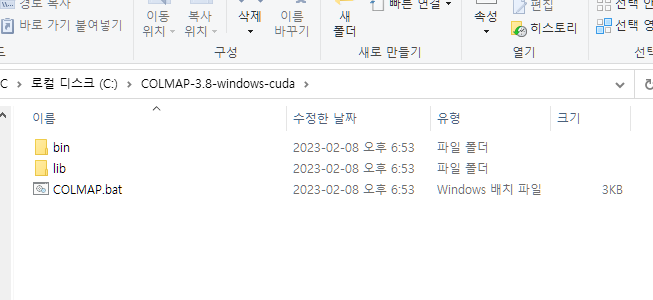 경로 복사
바로 가기 붙여넣기
이동 위치
복사 위치
삭제
이름 바꾸기
구성
새 폴더
빠른 연결
새로 만들기
속성
편집
히스토리
열기
선택 안
선택 영
선택
C > 로컬 디스크 (C:) > COLMAP-3.8-windows-cuda >
이름 수정한 날짜 유형 크기
bin 2023-02-08 오후 6:53 파일 폴더
lib 2023-02-08 오후 6:53 파일 폴더
COLMAP.bat 2023-02-08 오후 6:53 Windows 배치 파일 3KB